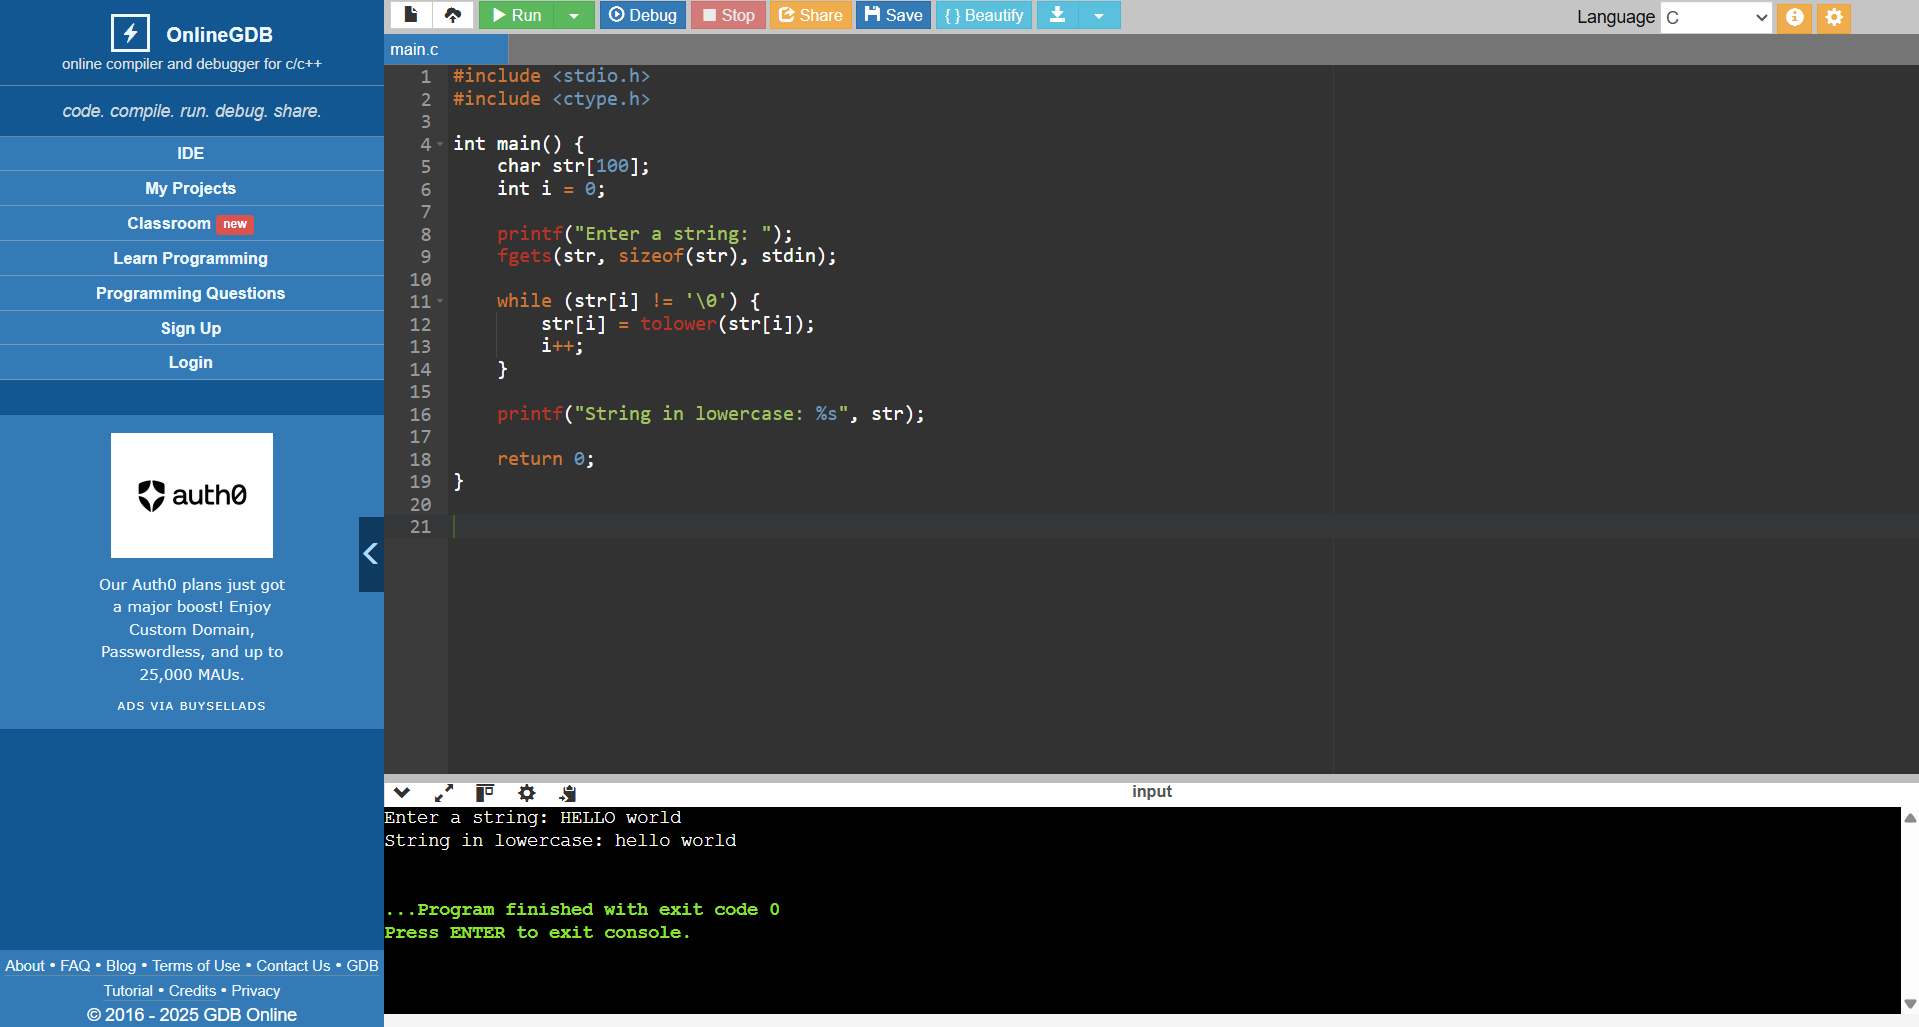 OnlineGDB
online compiler and debugger for c/c++
code. compile. run. debug. share.
IDE
My Projects
Classroom new
Learn Programming
Programming Questions
Sign Up
Login
auth0
Our Auth0 plans just got
a major boost! Enjoy
Custom Domain,
Passwordless, and up to
25,000 MAUs.
ADS VIA BUYSELLADS
About • FAQ • Blog • Terms of Use • Contact Us • GDB
Tutorial • Credits • Privacy
© 2016 - 2025 GDB Online
Run Debug Stop Share Save { } Beautify Language C
main.c
1 #include <stdio.h>
2 #include <ctype.h>
3
4 int main() {
5     char str[100];
6     int i = 0;
7
8     printf("Enter a string: ");
9     fgets(str, sizeof(str), stdin);
10
11     while (str[i] != '\0') {
12         str[i] = tolower(str[i]);
13         i++;
14     }
15
16     printf("String in lowercase: %s", str);
17
18     return 0;
19 }
20
21
input
Enter a string: HELLO world
String in lowercase: hello world
...Program finished with exit code 0
Press ENTER to exit console.